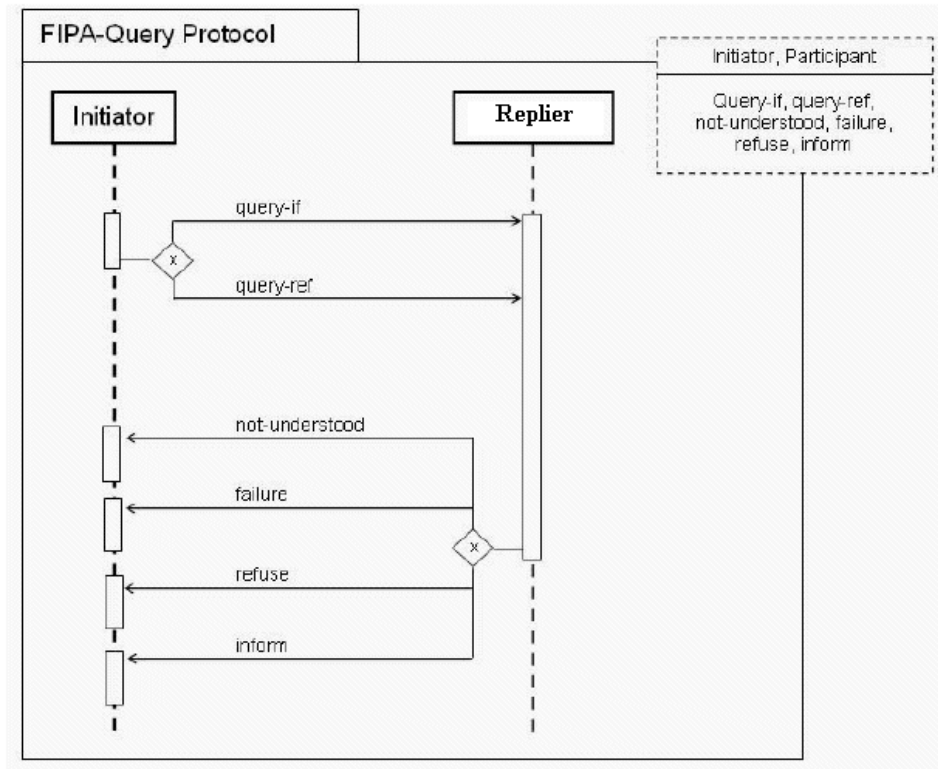 FIPA-Query Protocol
Initiator, Participant
Query-if, query-ref,
not-understood, failure,
refuse, inform
Initiator
Replier
query-if
x
query-ref
not-understood
failure
x
refuse
inform